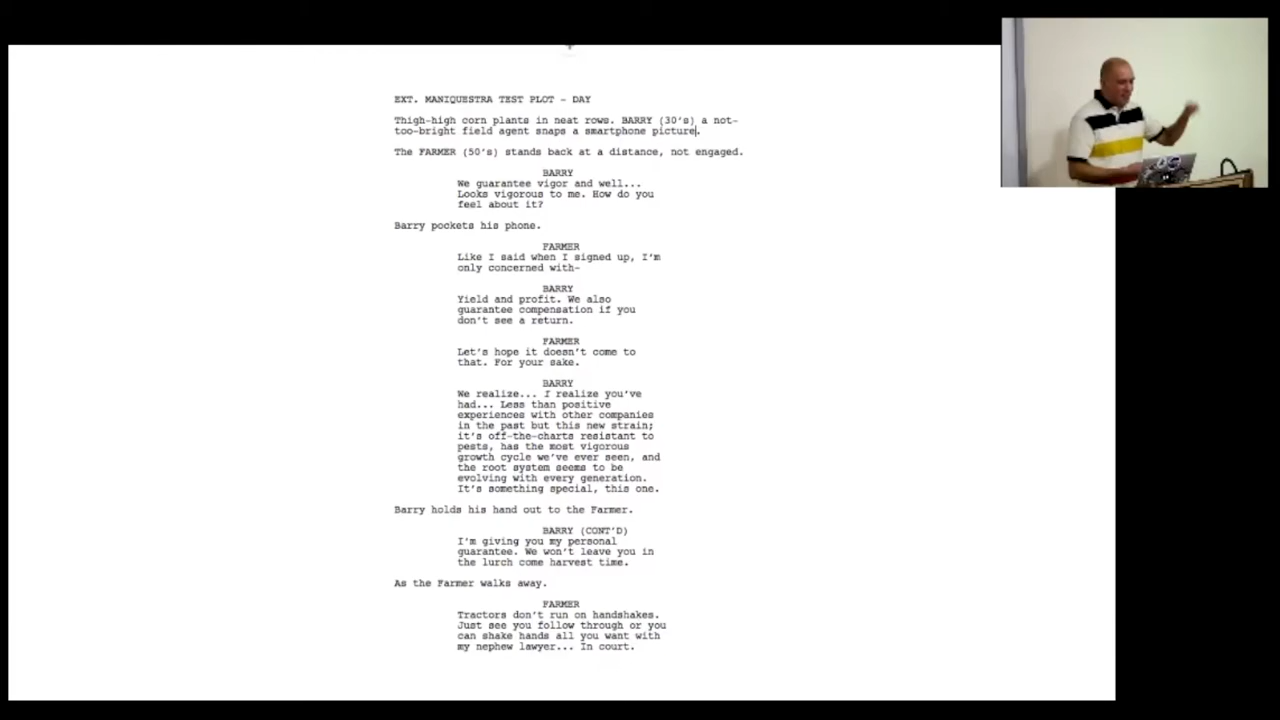 EXT. MANIQUESTRA TEST PLOT - DAY
Thigh-high corn plants in neat rows. BARRY (30's) a not-
too-bright field agent snaps a smartphone picture.
The FARMER (50's) stands back at a distance, not engaged.
BARRY
We guarantee vigor and well...
Looks vigorous to me. How do you
feel about it?
Barry pockets his phone.
FARMER
Like I said when I signed up, I'm
only concerned with-
BARRY
Yield and profit. We also
guarantee compensation if you
don't see a return.
FARMER
Let's hope it doesn't come to
that. For your sake.
BARRY
We realize... I realize you've
had... Less than positive
experiences with other companies
in the past but this new strain;
it's off-the-charts resistant to
pests, has the most vigorous
growth cycle we've ever seen, and
the root system seems to be
evolving with every generation.
It's something special, this one.
Barry holds his hand out to the Farmer.
BARRY (CONT'D)
I'm giving you my personal
guarantee. We won't leave you in
the lurch come harvest time.
As the Farmer walks away.
FARMER
Tractors don't run on handshakes.
Just see you follow through or you
can shake hands all you want with
my nephew lawyer... In court.